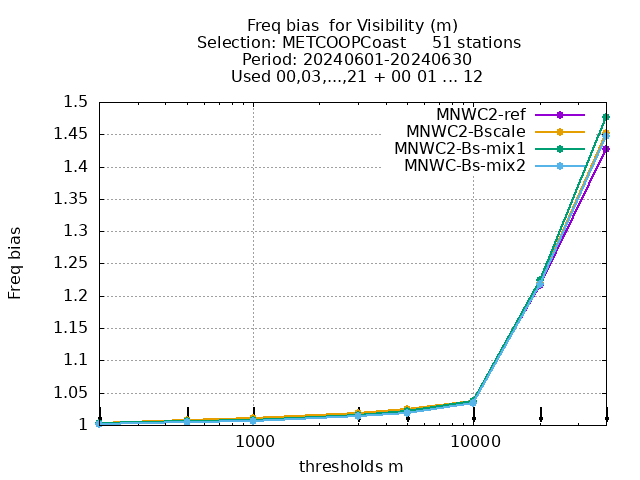 Freq bias  for Visibility (m)
Selection: METCOOPCoast     51 stations
Period: 20240601-20240630
Used 00,03,...,21 + 00 01 ... 12
MNWC2-ref
MNWC2-Bscale
MNWC2-Bs-mix1
MNWC-Bs-mix2
1.5
1.45
1.4
1.35
1.3
1.25
1.2
1.15
1.1
1.05
1
Freq bias
1000
10000
thresholds m